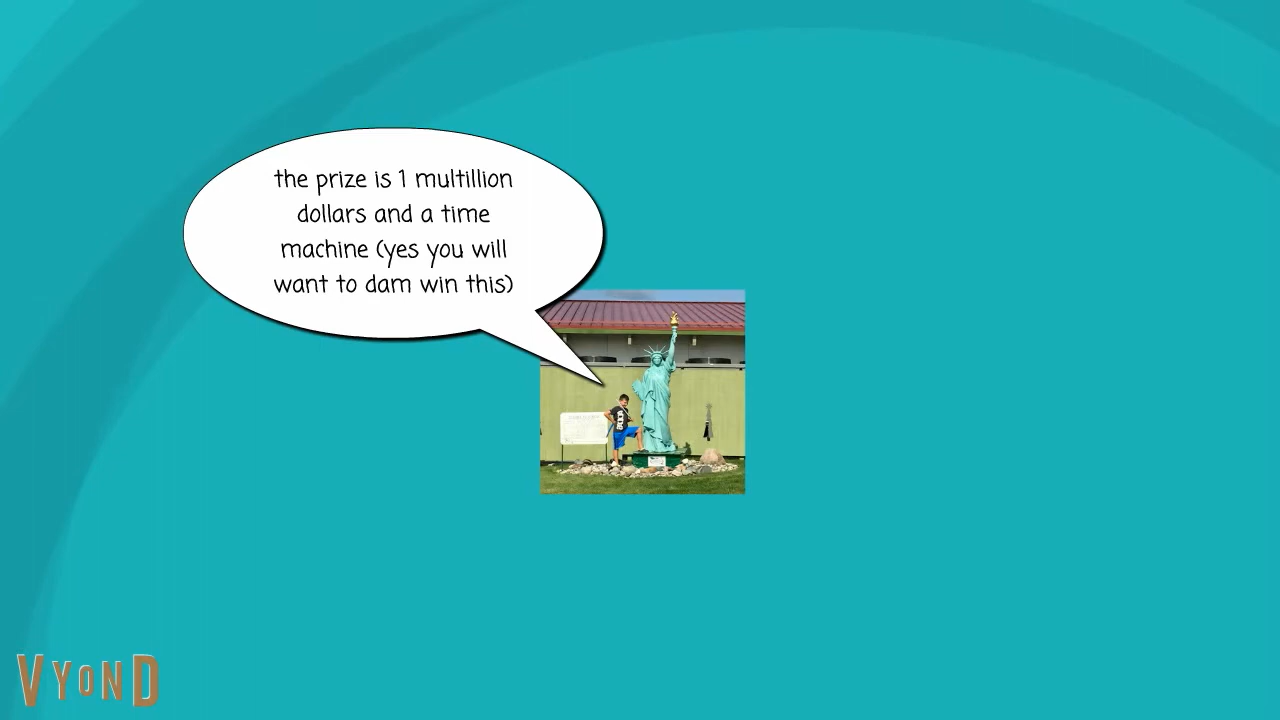 the prize is 1 multillion
dollars and a time
machine (yes you will
want to dam win this)
VYOND